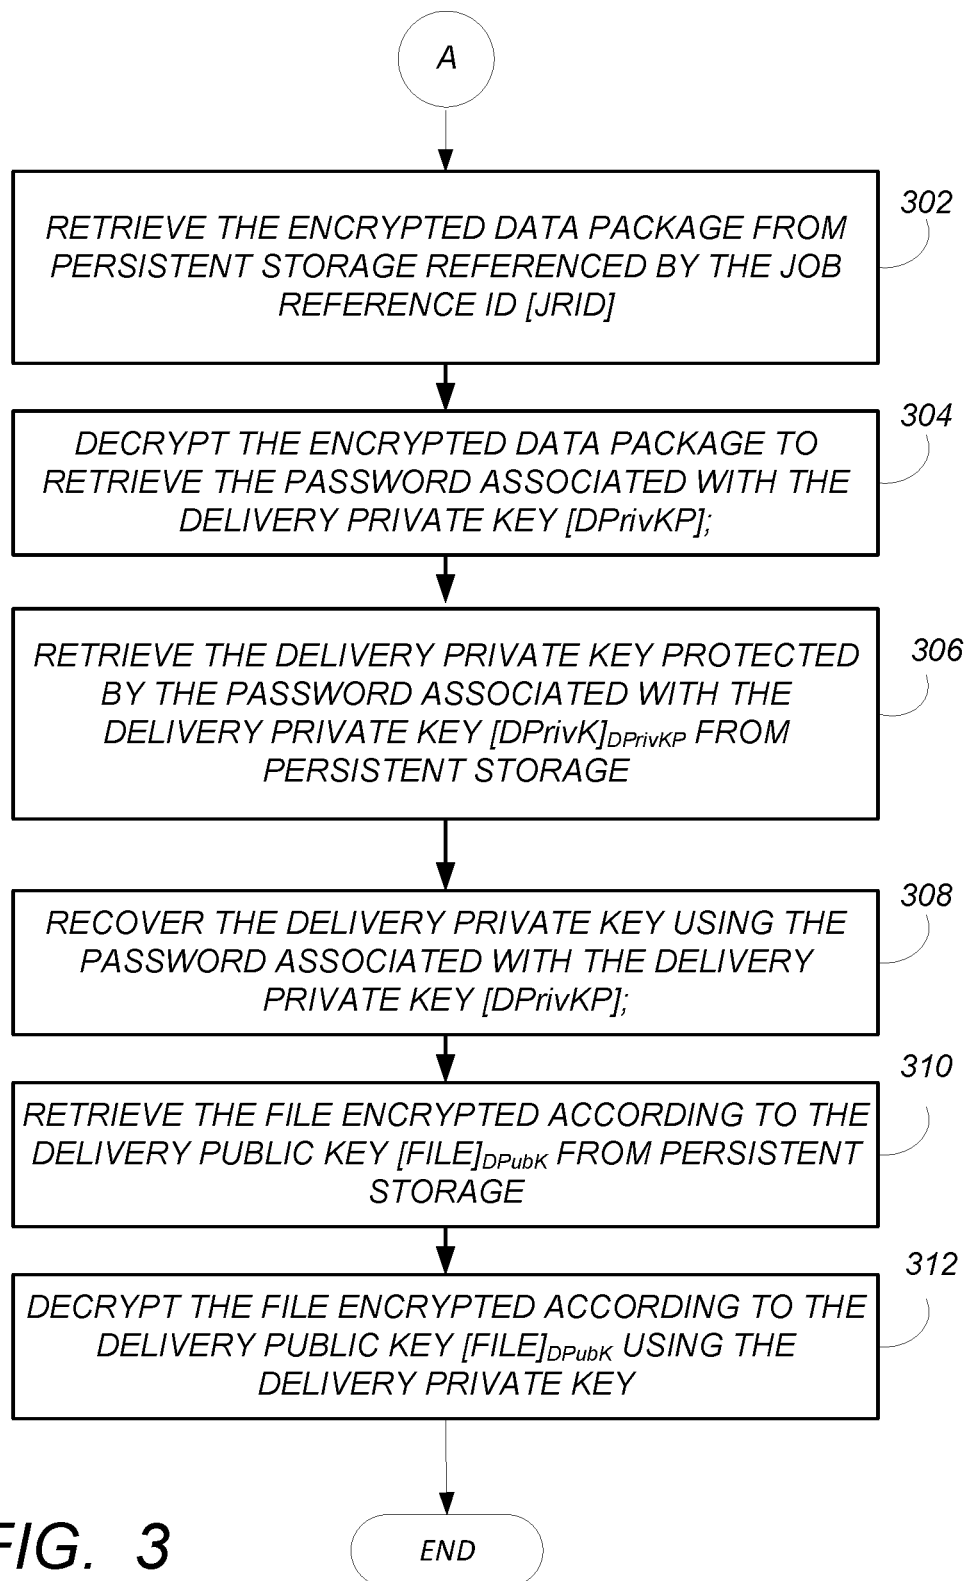 A
302
RETRIEVE THE ENCRYPTED DATA PACKAGE FROM
PERSISTENT STORAGE REFERENCED BY THE JOB
REFERENCE ID [JRID]
304
DECRYPT THE ENCRYPTED DATA PACKAGE TO
RETRIEVE THE PASSWORD ASSOCIATED WITH THE
DELIVERY PRIVATE KEY [DPrivKP];
306
RETRIEVE THE DELIVERY PRIVATE KEY PROTECTED
BY THE PASSWORD ASSOCIATED WITH THE
DELIVERY PRIVATE KEY [DPrivK]DPrivKP FROM
PERSISTENT STORAGE
308
RECOVER THE DELIVERY PRIVATE KEY USING THE
PASSWORD ASSOCIATED WITH THE DELIVERY
PRIVATE KEY [DPrivKP];
310
RETRIEVE THE FILE ENCRYPTED ACCORDING TO THE
DELIVERY PUBLIC KEY [FILE]DPubK FROM PERSISTENT
STORAGE
312
DECRYPT THE FILE ENCRYPTED ACCORDING TO THE
DELIVERY PUBLIC KEY [FILE]DPubK USING THE
DELIVERY PRIVATE KEY
END
FIG. 3